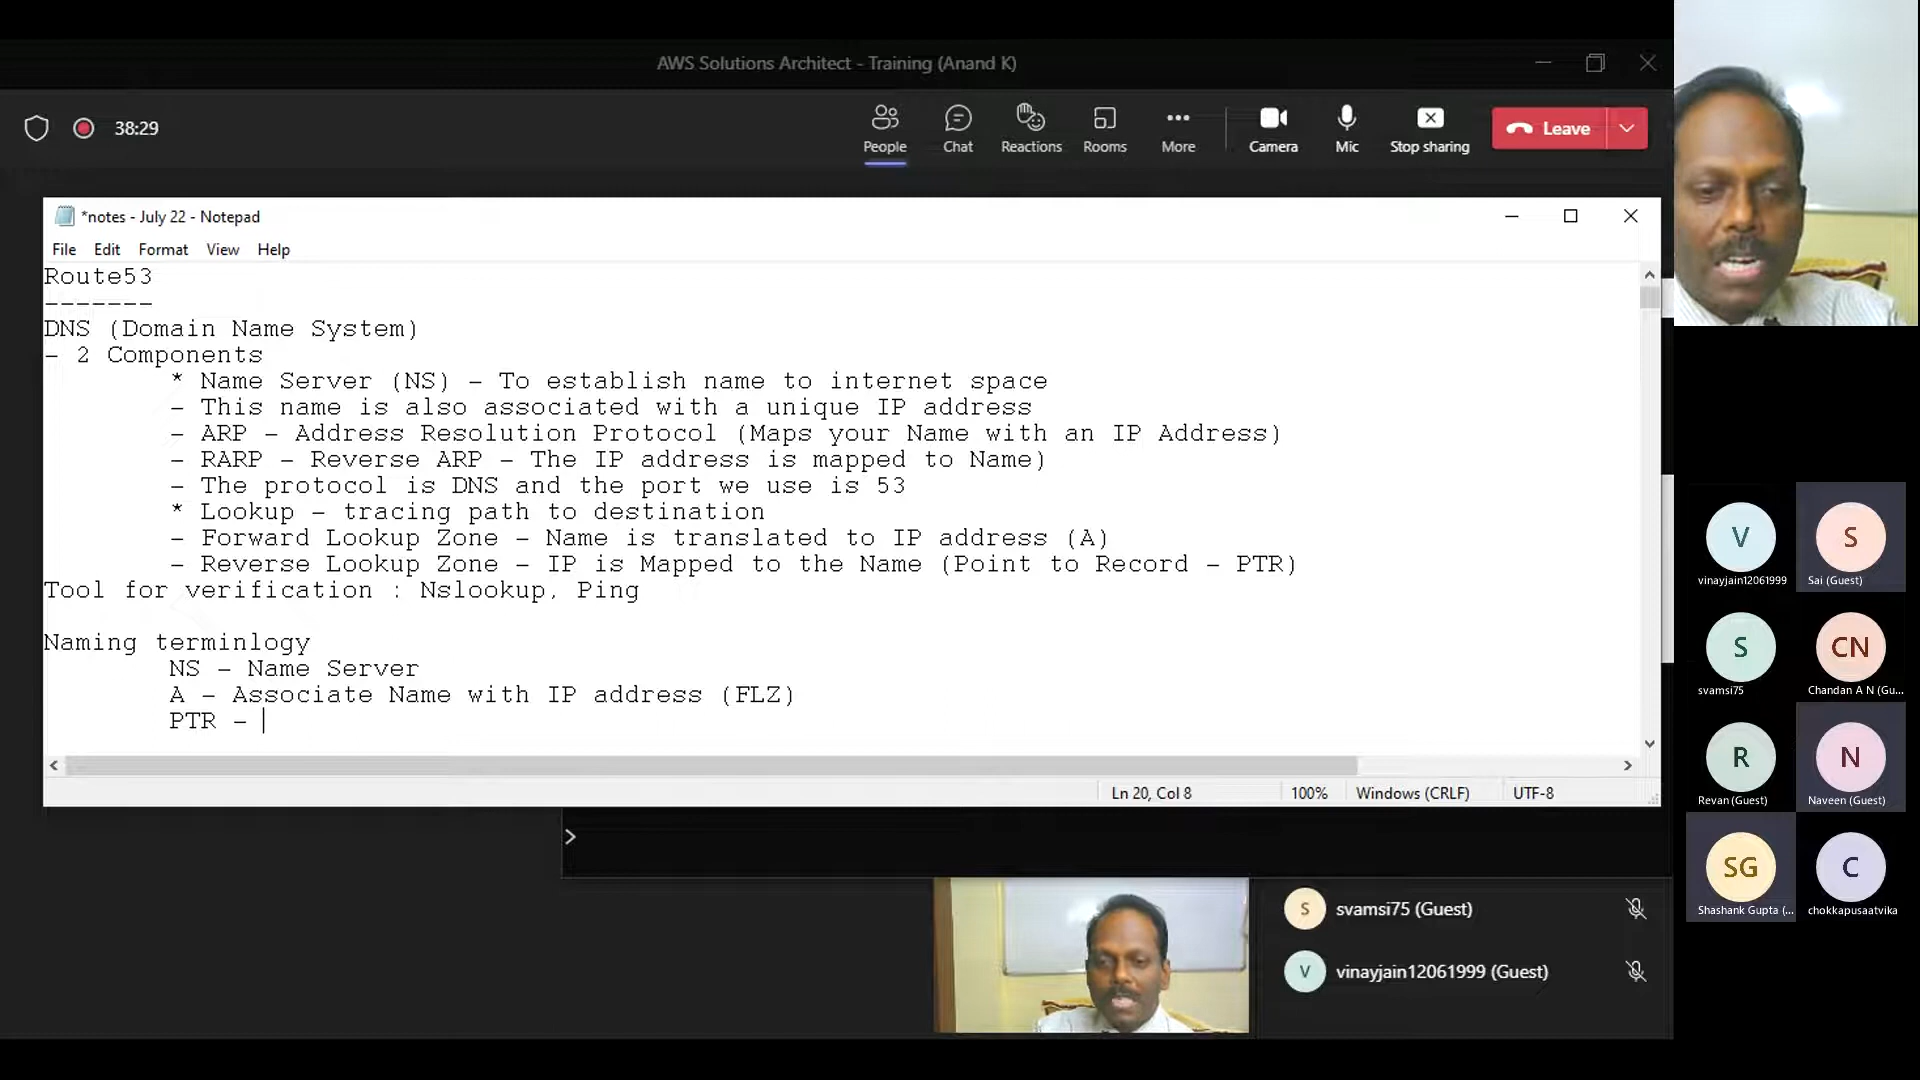 AWS Solutions Architect - Training (Anand K)
38:29
People
Chat
Reactions
Rooms
More
Camera
Mic
Stop sharing
Leave
*notes - July 22 - Notepad
File Edit Format View Help
Route53
-------
DNS (Domain Name System)
- 2 Components
* Name Server (NS) - To establish name to internet space
- This name is also associated with a unique IP address
- ARP - Address Resolution Protocol (Maps your Name with an IP Address)
- RARP - Reverse ARP - The IP address is mapped to Name)
- The protocol is DNS and the port we use is 53
* Lookup - tracing path to destination
- Forward Lookup Zone - Name is translated to IP address (A)
- Reverse Lookup Zone - IP is Mapped to the Name (Point to Record - PTR)
Tool for verification : Nslookup, Ping
Naming terminlogy
NS - Name Server
A - Associate Name with IP address (FLZ)
PTR -
Ln 20, Col 8
100%
Windows (CRLF)
UTF-8
S
svamsi75 (Guest)
V
vinayjain12061999 (Guest)
V
vinayjain12061999
S
Sai (Guest)
S
svamsi75
CN
Chandan A N (Gu...
R
Revan (Guest)
N
Naveen (Guest)
SG
Shashank Gupta (...
C
chokkapusaatvika